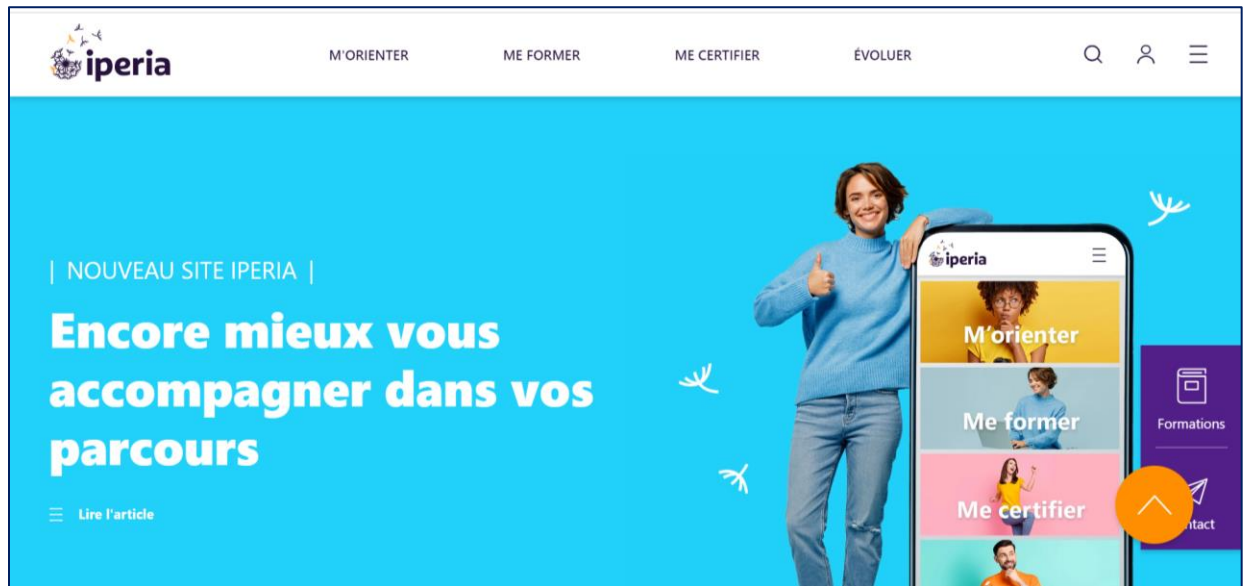 iperia
M'ORIENTER
ME FORMER
ME CERTIFIER
ÉVOLUER
| NOUVEAU SITE IPERIA |
Encore mieux vous
accompagner dans vos
parcours
Lire l'article
iperia
M'orienter
Me former
Me certifier
Formations
ntact